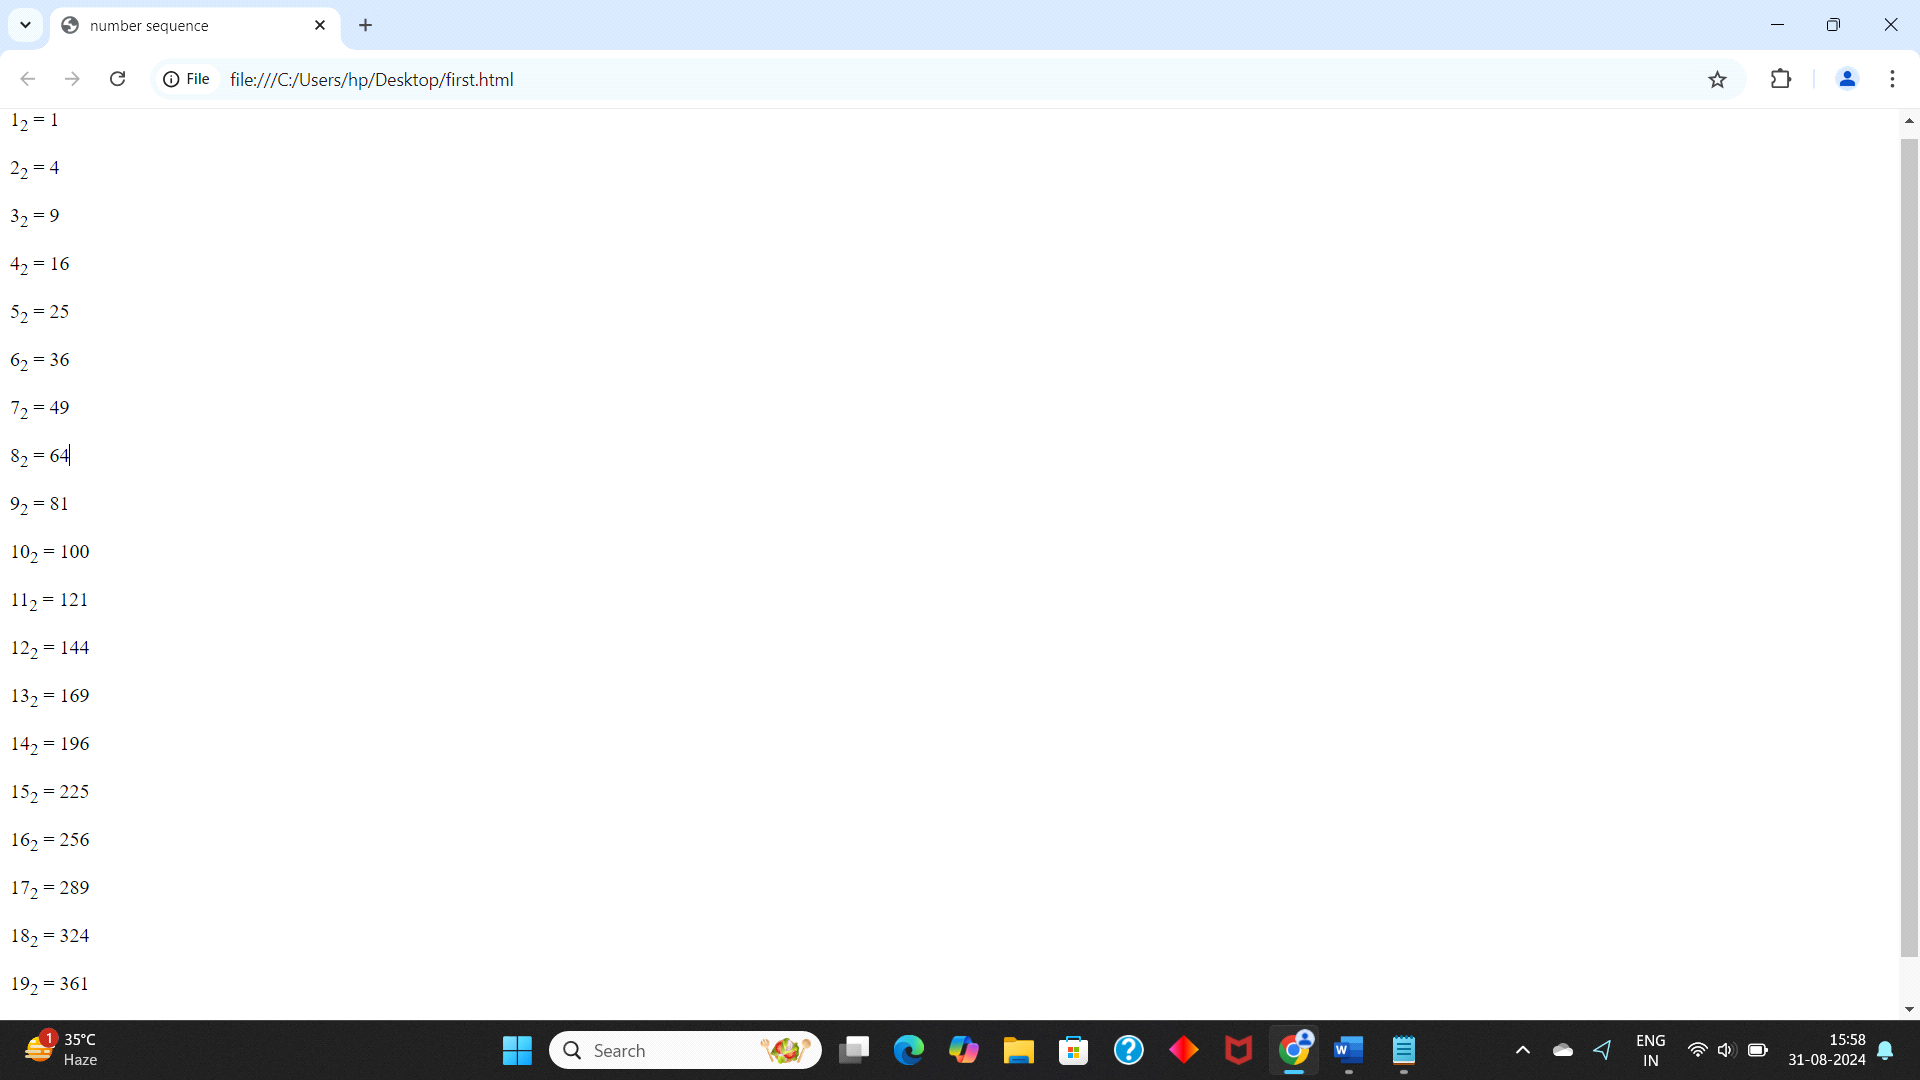 number sequence
File file:///C:/Users/hp/Desktop/first.html
1₂ = 1
2₂ = 4
3₂ = 9
4₂ = 16
5₂ = 25
6₂ = 36
7₂ = 49
8₂ = 64
9₂ = 81
10₂ = 100
11₂ = 121
12₂ = 144
13₂ = 169
14₂ = 196
15₂ = 225
16₂ = 256
17₂ = 289
18₂ = 324
19₂ = 361
1 35°C
Haze
Search
W
ENG
IN
15:58
31-08-2024